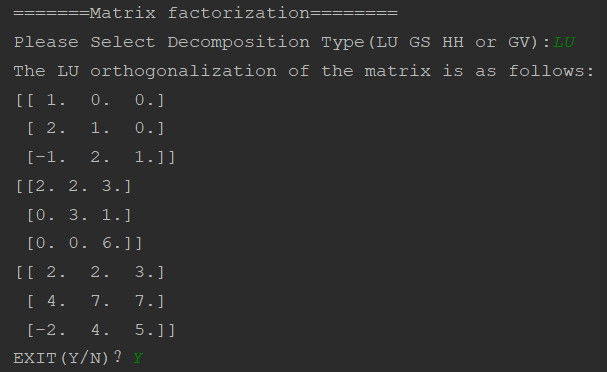 =======Matrix factorization========
Please Select Decomposition Type(LU GS HH or GV):LU
The LU orthogonalization of the matrix is as follows:
[[ 1.  0.  0.]
 [ 2.  1.  0.]
 [-1.  2.  1.]]
[[2. 2. 3.]
 [0. 3. 1.]
 [0. 0. 6.]]
[[ 2.  2.  3.]
 [ 4.  7.  7.]
 [-2.  4.  5.]]
EXIT(Y/N)？ Y